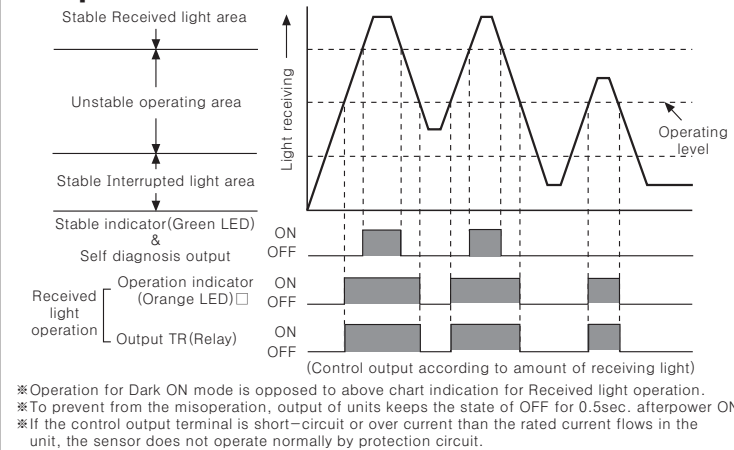 Stable Received light area
Unstable operating area
Stable Interrupted light area
Light receiving
Operating
level
Stable indicator(Green LED)
&
Self diagnosis output
ON
OFF
Received
light
operation
Operation indicator
(Orange LED)□
ON
OFF
Output TR(Relay)
ON
OFF
(Control output according to amount of receiving light)
※Operation for Dark ON mode is opposed to above chart indication for Received light operation.
※To prevent from the misoperation, output of units keeps the state of OFF for 0.5sec. afterpower ON
※If the control output terminal is short-circuit or over current than the rated current flows in the
unit, the sensor does not operate normally by protection circuit.